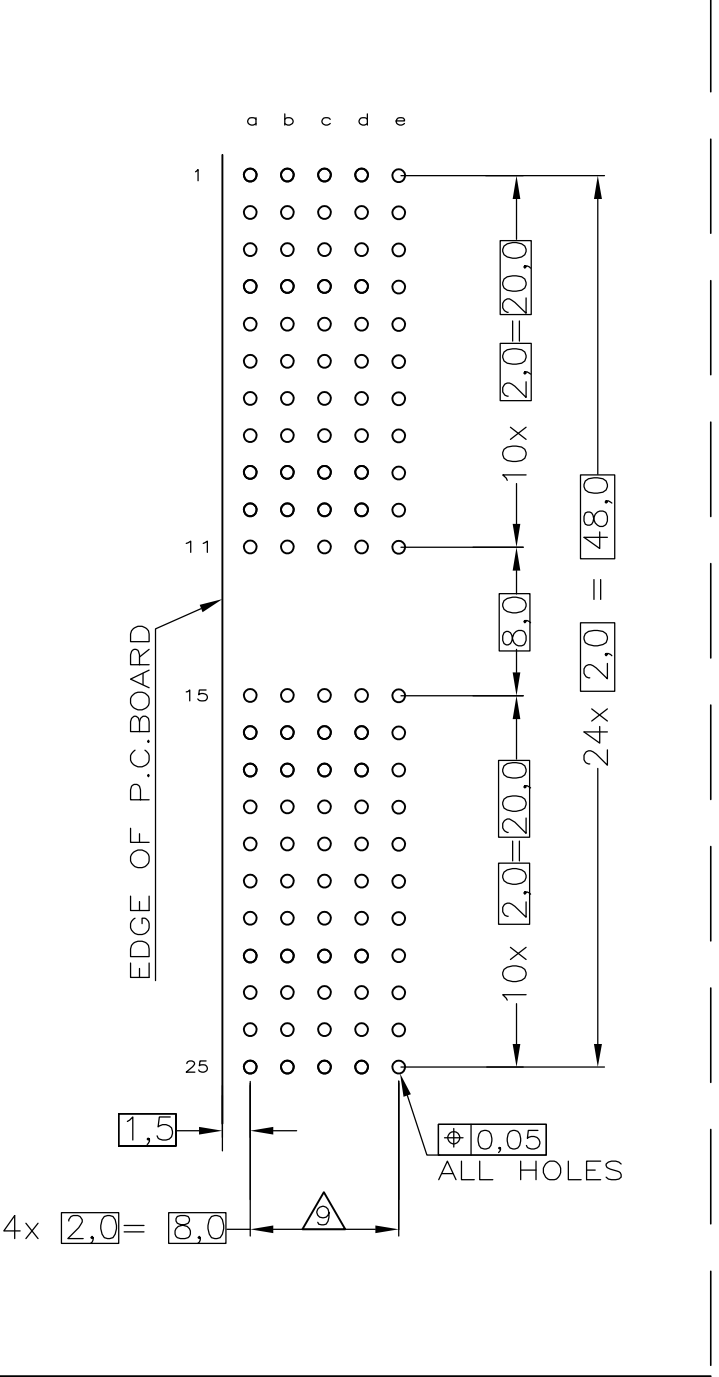 a b c d e
1
10x 2,0=20,0
24x 2,0 = 48,0
11
8,0
EDGE OF P.C.BOARD
15
10x 2,0=20,0
25
1,5
⌖ 0,05
ALL HOLES
4x 2,0= 8,0
9